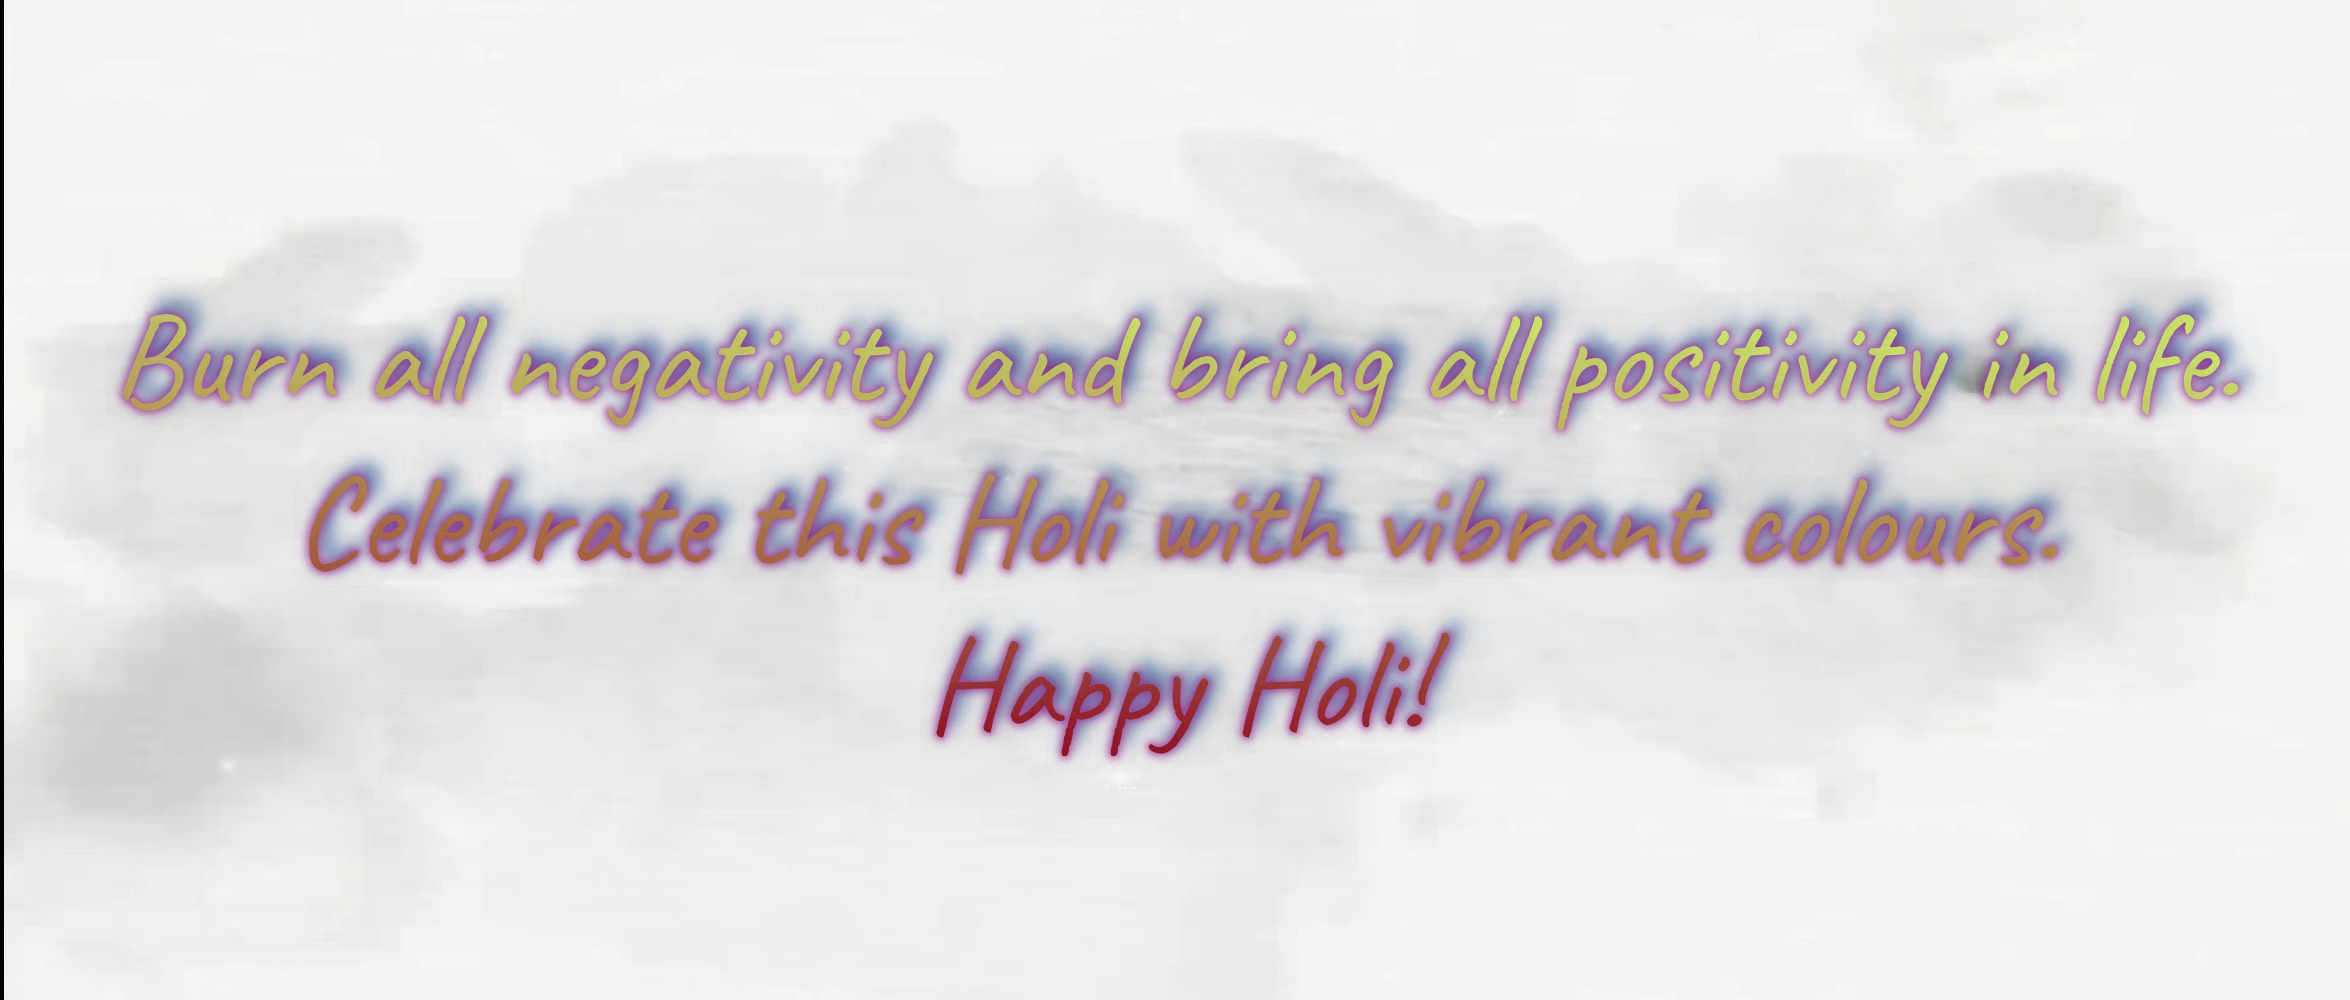 Burn all negativity and bring all positivity in life.
Celebrate this Holi with vibrant colours.
Happy Holi!